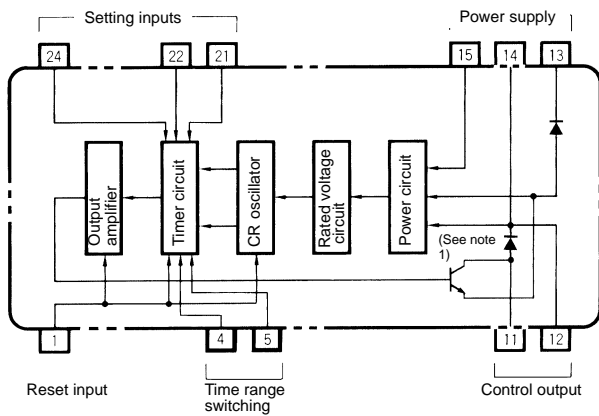 Setting inputs
Power supply
24
22
21
15
14
13
Output
amplifier
Timer circuit
CR oscillator
Rated voltage
circuit
Power circuit
(See note
1)
1
4
5
11
12
Reset input
Time range
switching
Control output